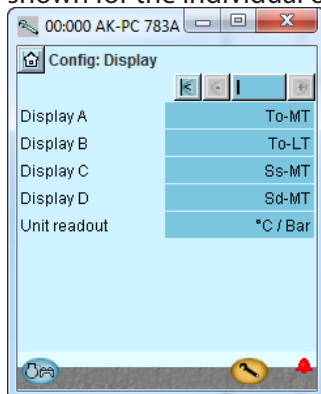 shown for the individual
00:000 AK-PC 783A
Config: Display
Display A To-MT
Display B To-LT
Display C Ss-MT
Display D Sd-MT
Unit readout °C / Bar